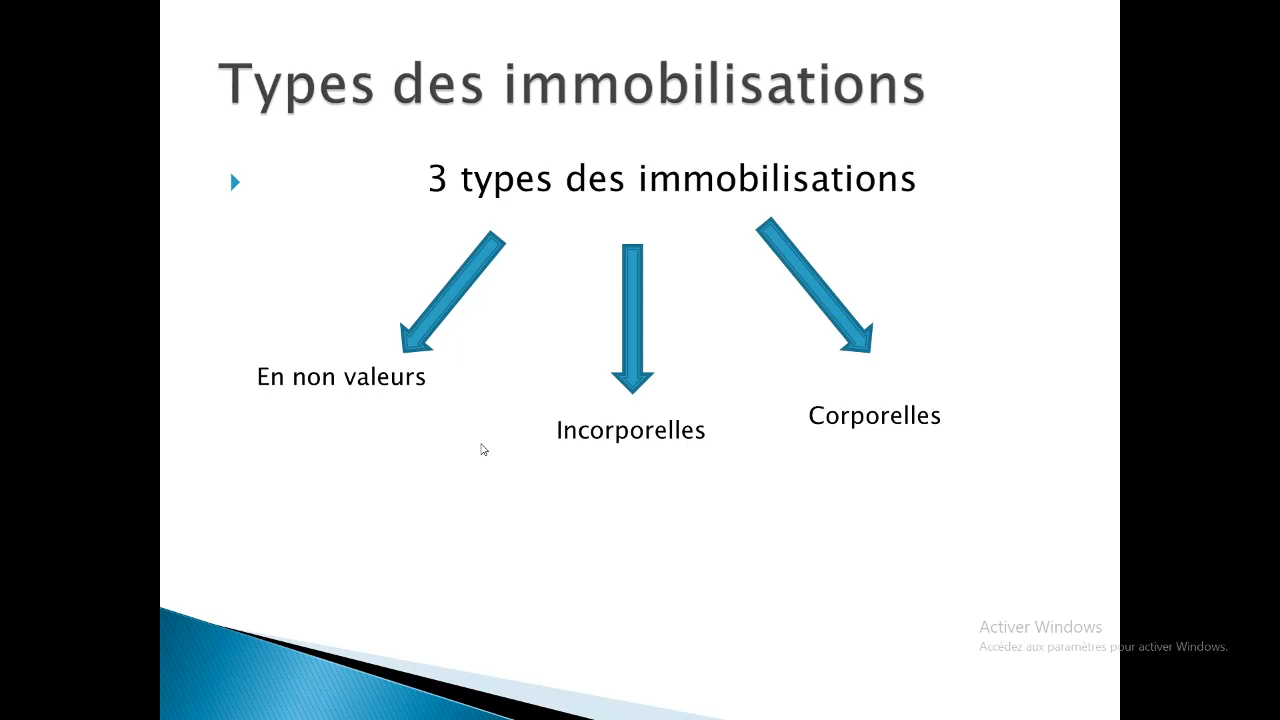 Types des immobilisations
3 types des immobilisations
En non valeurs
Incorporelles
Corporelles
Activer Windows
Accédez aux paramètres pour activer Windows.